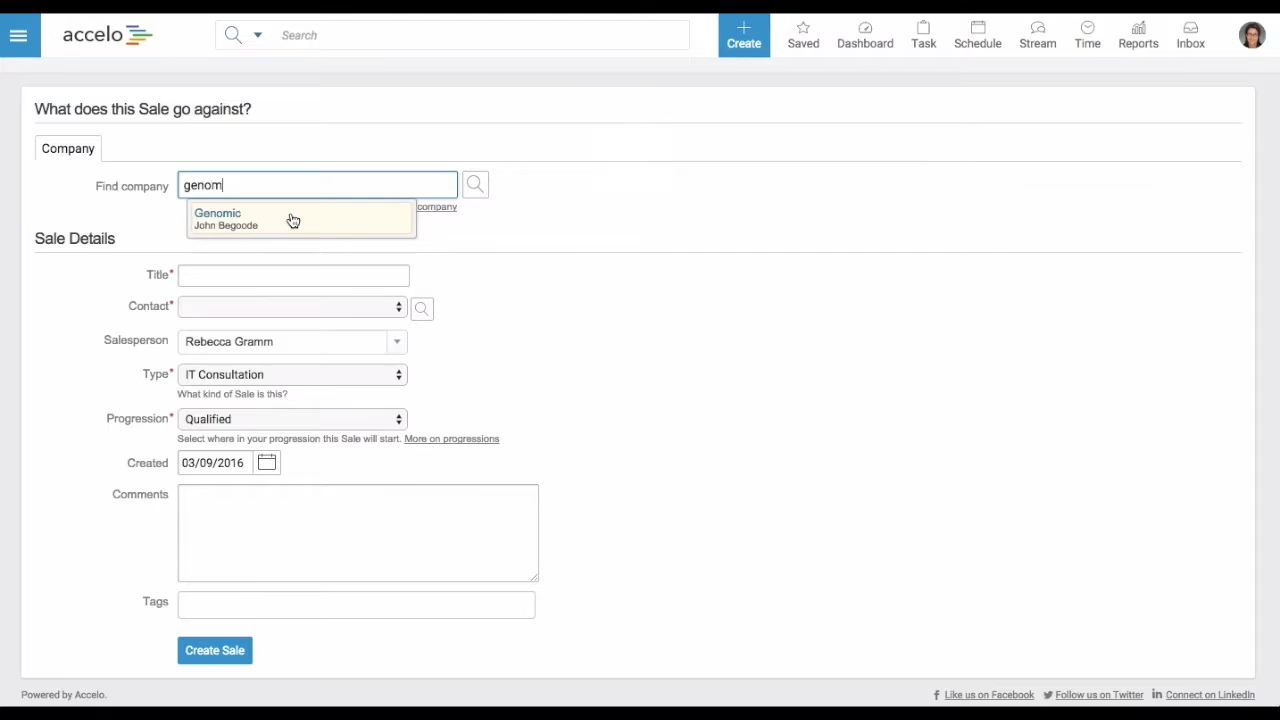 accelo
Search
Create
Saved
Dashboard
Task
Schedule
Stream
Time
Reports
Inbox
What does this Sale go against?
Company
Find company
genom
company
Genomic
John Begoode
Sale Details
Title*
Contact*
Salesperson
Rebecca Gramm
Type*
IT Consultation
What kind of Sale is this?
Progression*
Qualified
Select where in your progression this Sale will start. More on progressions
Created
03/09/2016
Comments
Tags
Create Sale
Powered by Accelo.
Like us on Facebook
Follow us on Twitter
Connect on LinkedIn